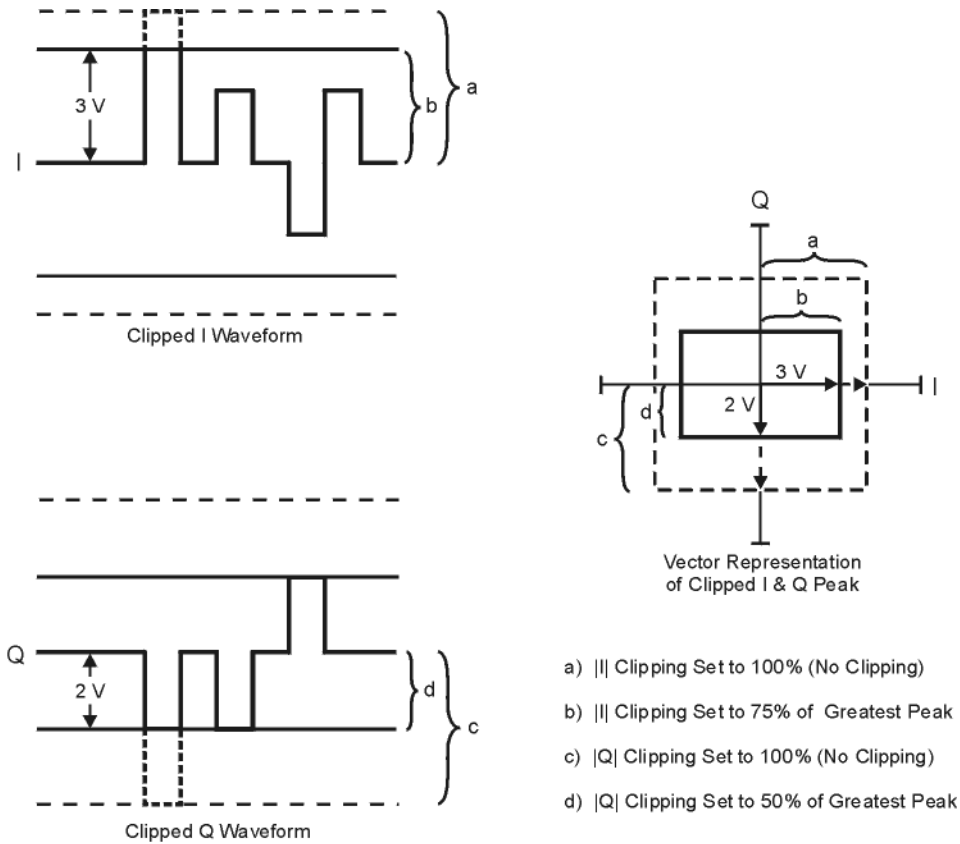 3 V
b
a
I
Clipped I Waveform
Q
a
b
3 V
I
2 V
d
c
Vector Representation
of Clipped I & Q Peak
Q
2 V
d
c
Clipped Q Waveform
a) |I| Clipping Set to 100% (No Clipping)
b) |I| Clipping Set to 75% of Greatest Peak
c) |Q| Clipping Set to 100% (No Clipping)
d) |Q| Clipping Set to 50% of Greatest Peak